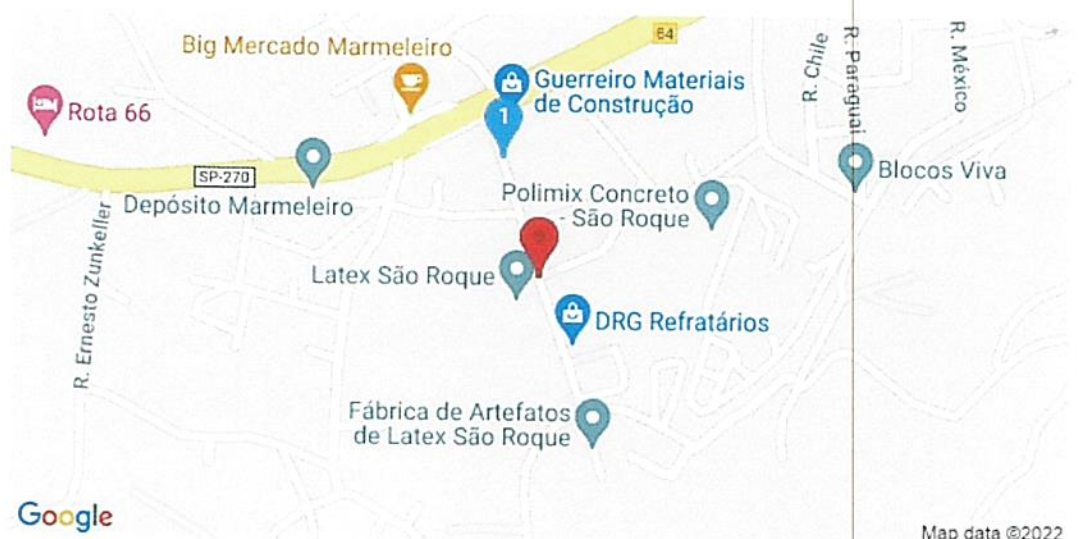 64
Big Mercado Marmeleiro
R. Chile
R. Paraguai
R. México
Guerreiro Materiais
de Construção
Rota 66
1
SP-270
Blocos Viva
Depósito Marmeleiro
Polimix Concreto
- São Roque
Latex São Roque
R. Ernesto Zunkeller
DRG Refratários
Fábrica de Artefatos
de Latex São Roque
Google
Map data ©2022